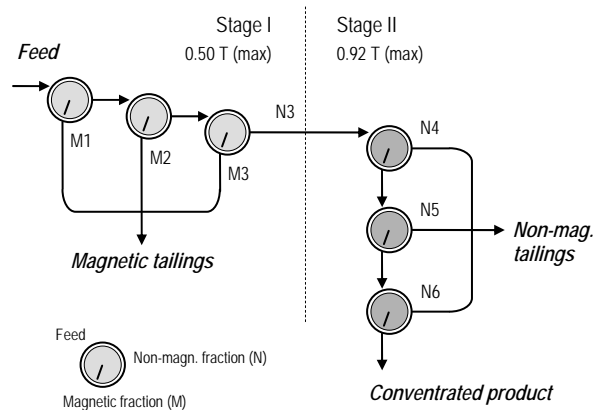 Stage I
0.50 T (max)
Stage II
0.92 T (max)
Feed
M1
M2
M3
N3
N4
N5
N6
Magnetic tailings
Non-mag.
tailings
Feed
Non-magn. fraction (N)
Magnetic fraction (M)
Conventrated product